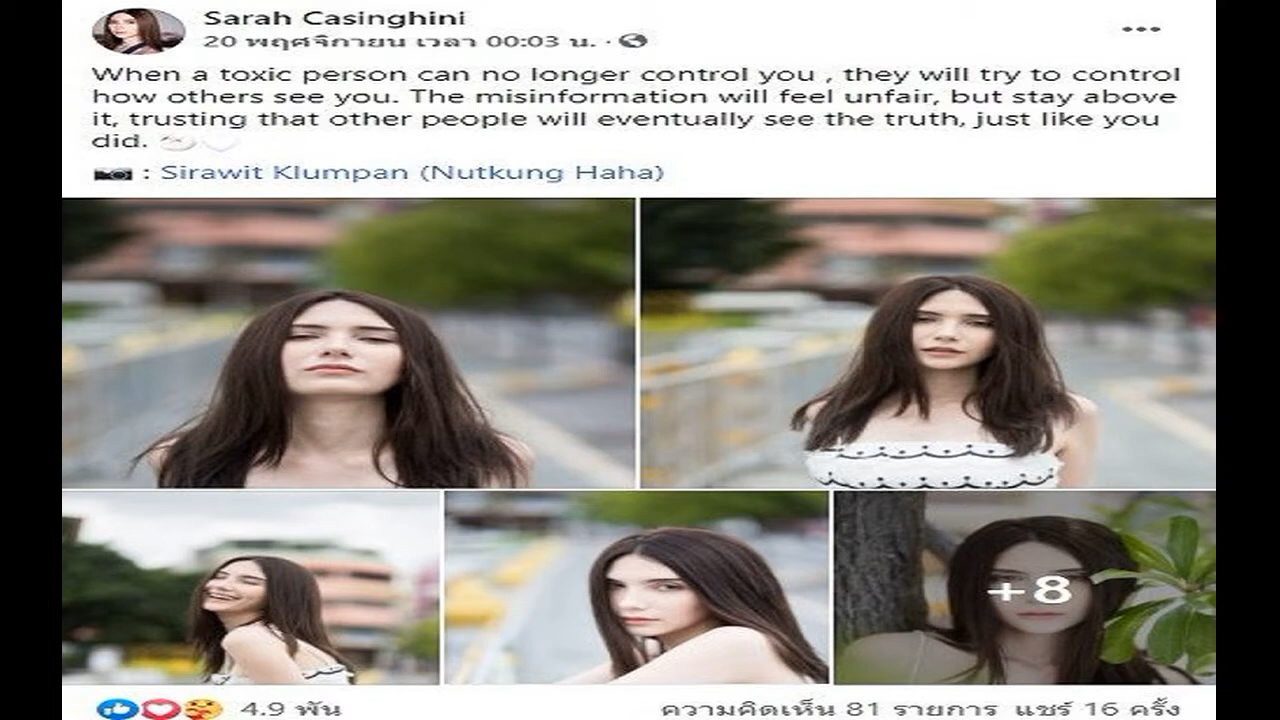 Sarah Casinghini
20 พฤศจิกายน เวลา 00:03 น. ·
When a toxic person can no longer control you , they will try to control
how others see you. The misinformation will feel unfair, but stay above
it, trusting that other people will eventually see the truth, just like you
did.
: Sirawit Klumpan (Nutkung Haha)
+8
4.9 พัน
ความคิดเห็น 81 รายการ แชร์ 16 ครั้ง